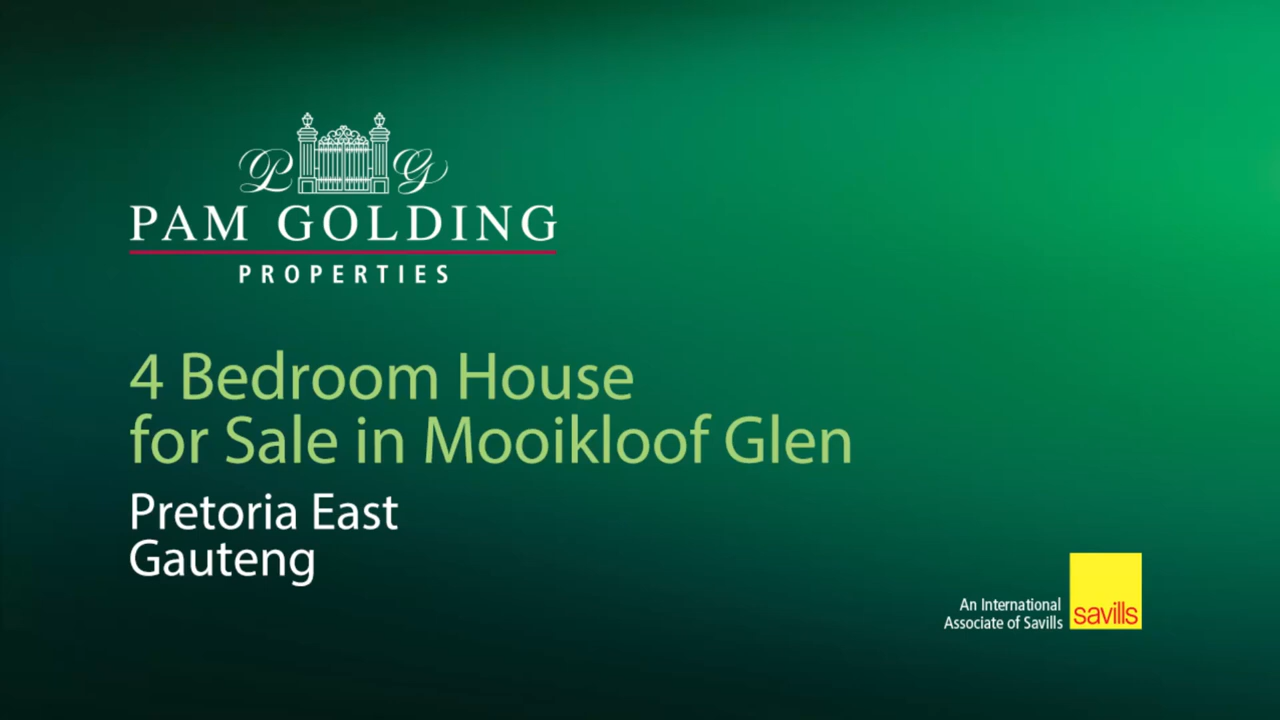 P G
PAM GOLDING
PROPERTIES
4 Bedroom House
for Sale in Mooikloof Glen
Pretoria East
Gauteng
An International
Associate of Savills
savills